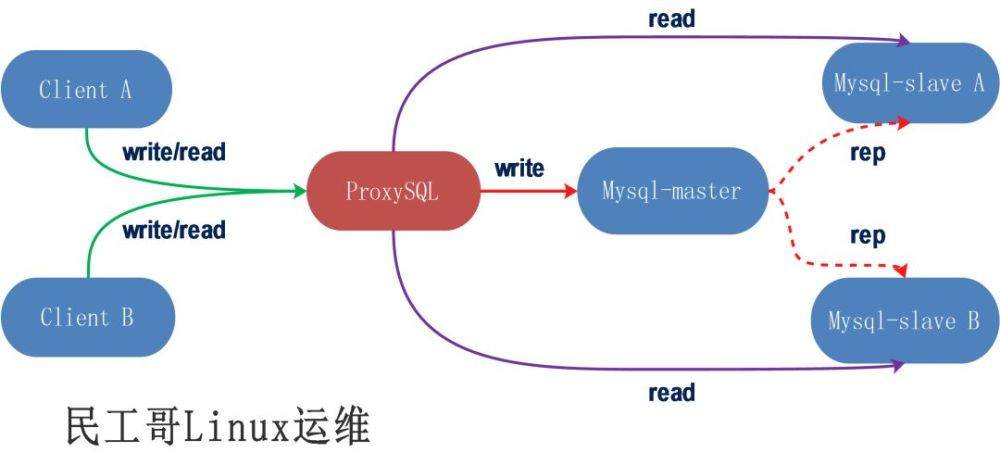 read
Client A
Mysql-slave A
write/read
rep
ProxySQL
write
Mysql-master
write/read
rep
Client B
Mysql-slave B
read
民工哥Linux运维